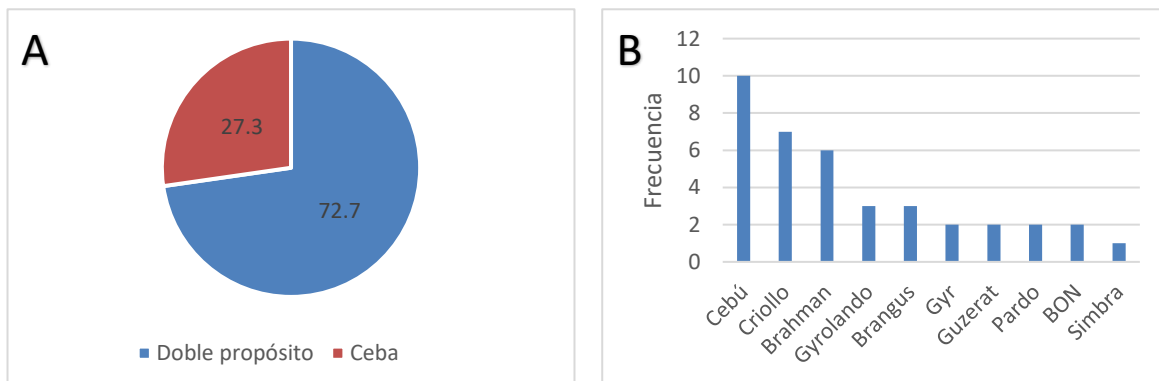 A
27.3
72.7
Doble propósito Ceba
B
Frecuencia
12
10
8
6
4
2
0
Cebú
Criollo
Brahman
Gyrolando
Brangus
Gyr
Guzerat
Pardo
BON
Simbra